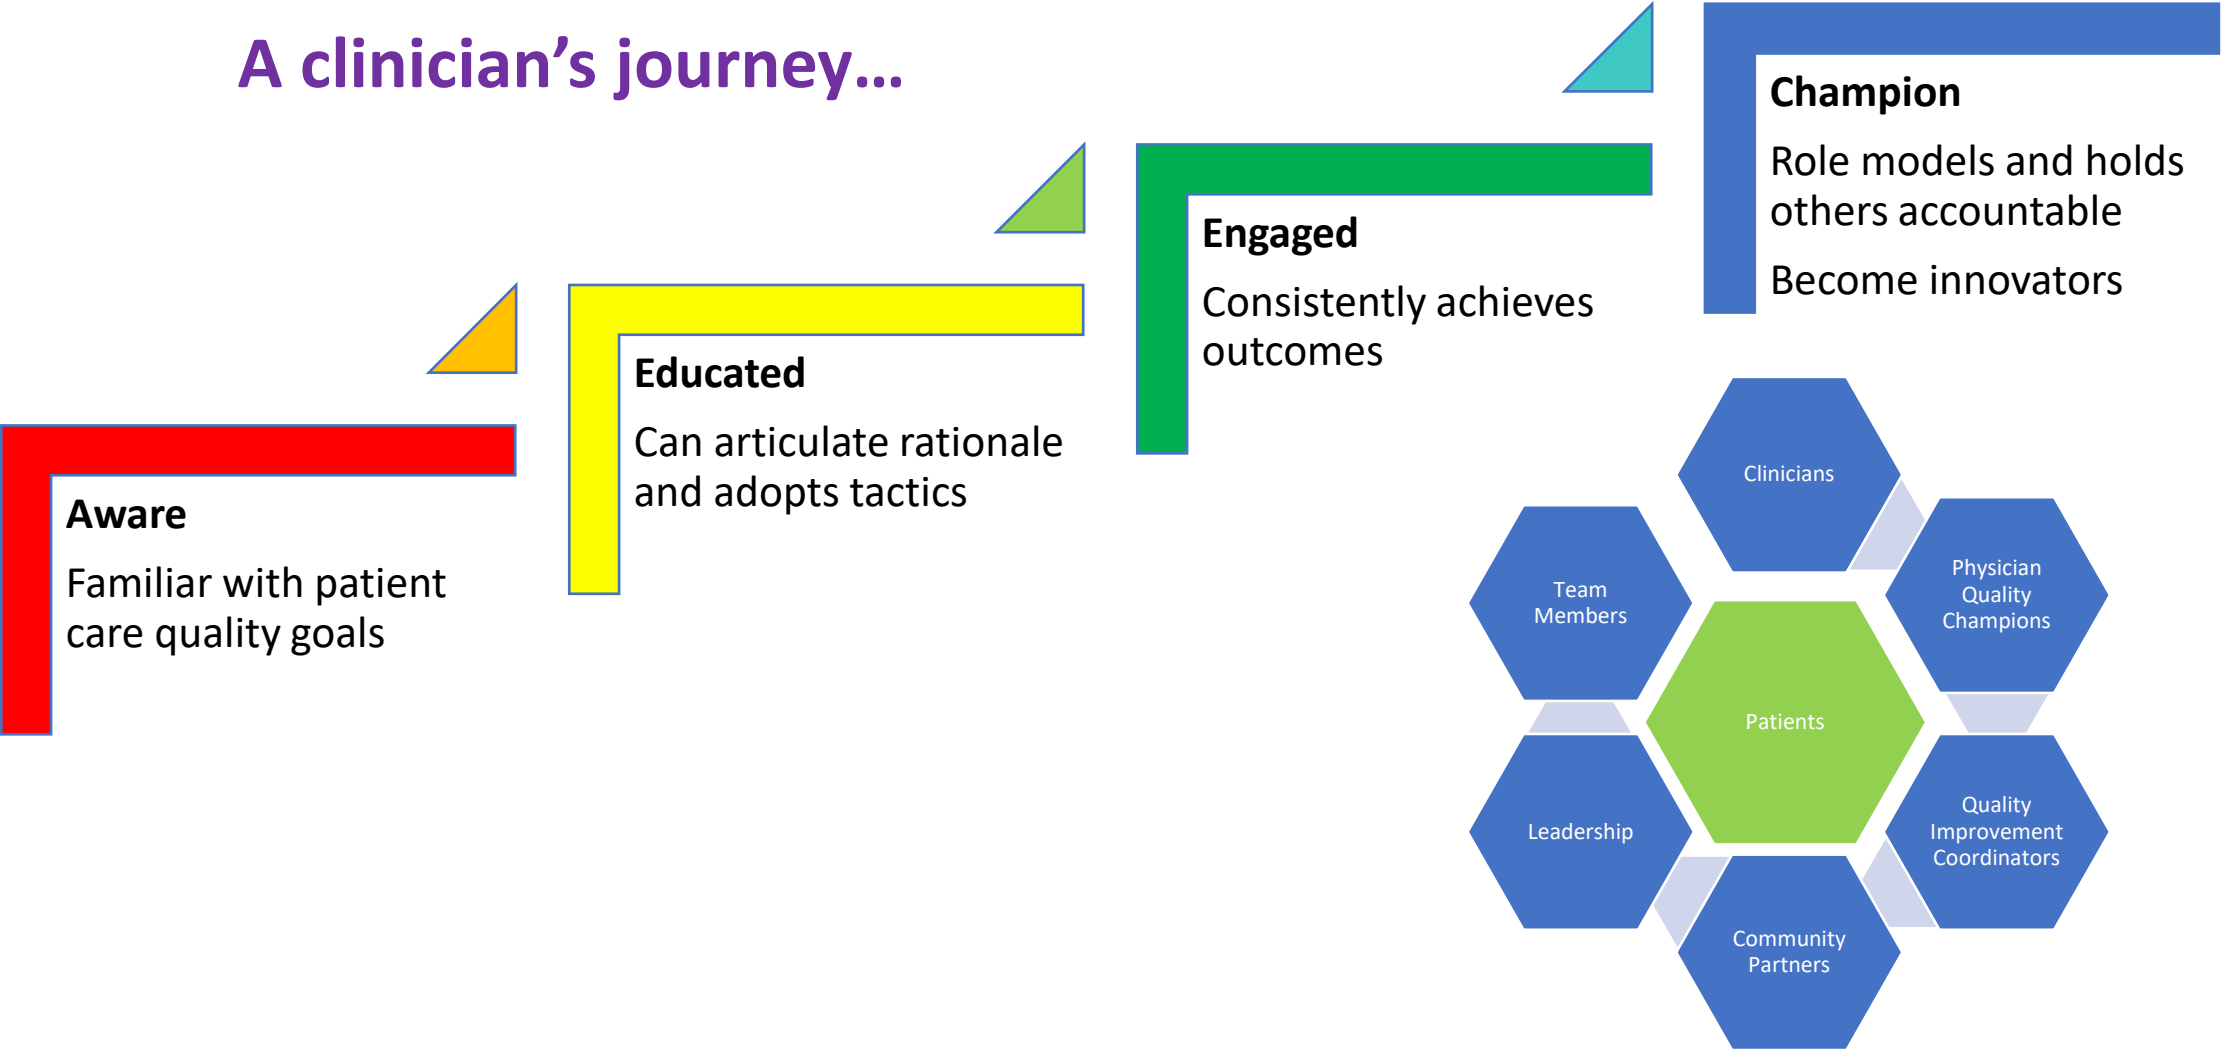 A clinician’s journey…
Aware
Familiar with patient
care quality goals
Educated
Can articulate rationale
and adopts tactics
Engaged
Consistently achieves
outcomes
Champion
Role models and holds
others accountable
Become innovators
Clinicians
Physician
Quality
Champions
Quality
Improvement
Coordinators
Community
Partners
Leadership
Team
Members
Patients